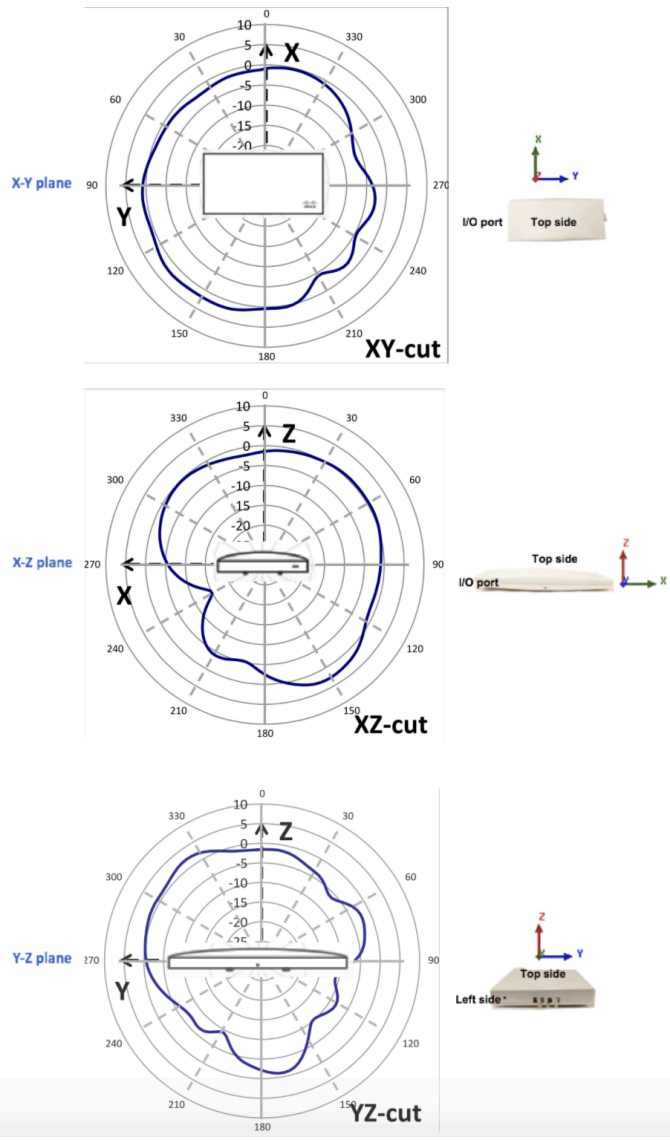 0
10
30
330
5
X
0
-5
60
300
-10
-15
-20
X
X-Y plane
90
270
Y
Y
I/O port
Top side
120
240
150
210
180
XY-cut
0
10
330
30
5
Z
0
-5
300
60
-10
-15
-20
Z
Top side
X-Z plane
270
90
I/O port
X
X
240
120
210
150
180
XZ-cut
0
10
330
30
5
Z
0
-5
300
60
-10
-15
-20
Z
25
Y-Z plane
270
90
Y
Top side
Y
Left side
240
120
210
150
YZ-cut
180